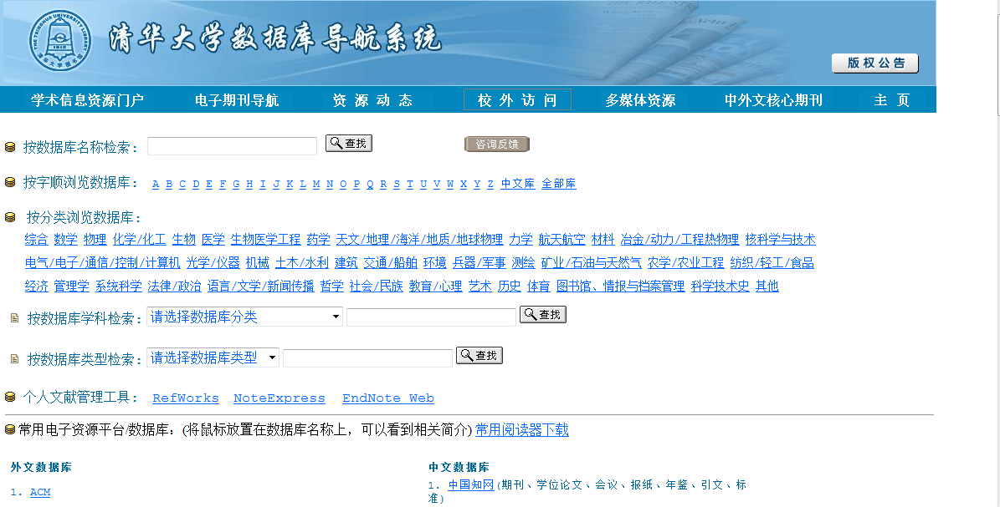 THE TSINGHUA UNIVERSITY LIBRARY
1912
清华大学图书馆
清华大学数据库导航系统
版权公告
学术信息资源门户 电子期刊导航 资源动态 校外访问 多媒体资源 中外文核心期刊 主页
按数据库名称检索： 查找 咨询反馈
按字顺浏览数据库： A B C D E F G H I J K L M N O P Q R S T U V W X Y Z 中文库 全部库
按分类浏览数据库：
综合 数学 物理 化学/化工 生物 医学 生物医学工程 药学 天文/地理/海洋/地质/地球物理 力学 航天航空 材料 冶金/动力/工程热物理 核科学与技术
电气/电子/通信/控制/计算机 光学/仪器 机械 土木/水利 建筑 交通/船舶 环境 兵器/军事 测绘 矿业/石油与天然气 农学/农业工程 纺织/轻工/食品
经济 管理学 系统科学 法律/政治 语言/文学/新闻传播 哲学 社会/民族 教育/心理 艺术 历史 体育 图书馆、情报与档案管理 科学技术史 其他
按数据库学科检索： 请选择数据库分类 查找
按数据库类型检索： 请选择数据库类型 查找
个人文献管理工具： RefWorks NoteExpress EndNote Web
常用电子资源平台/数据库：(将鼠标放置在数据库名称上，可以看到相关简介) 常用阅读器下载
外文数据库
1. ACM
中文数据库
1. 中国知网(期刊、学位论文、会议、报纸、年鉴、引文、标
准)